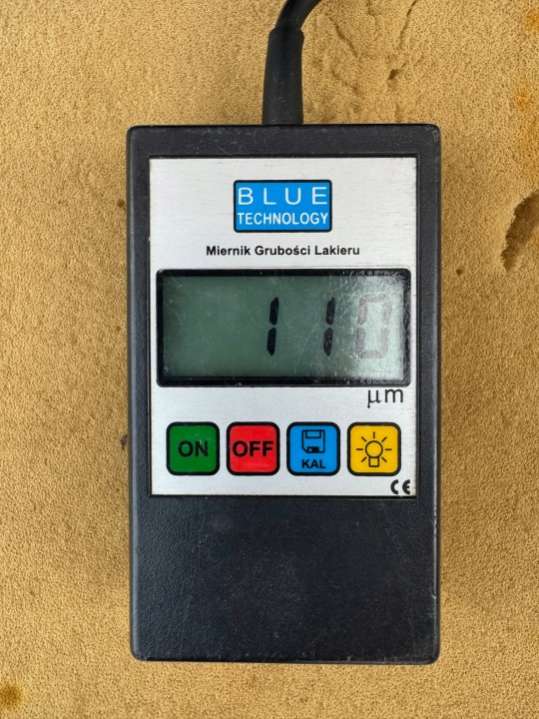 BLUE
TECHNOLOGY
Miernik Grubości Lakieru
110
μm
ON
OFF
KAL
CE